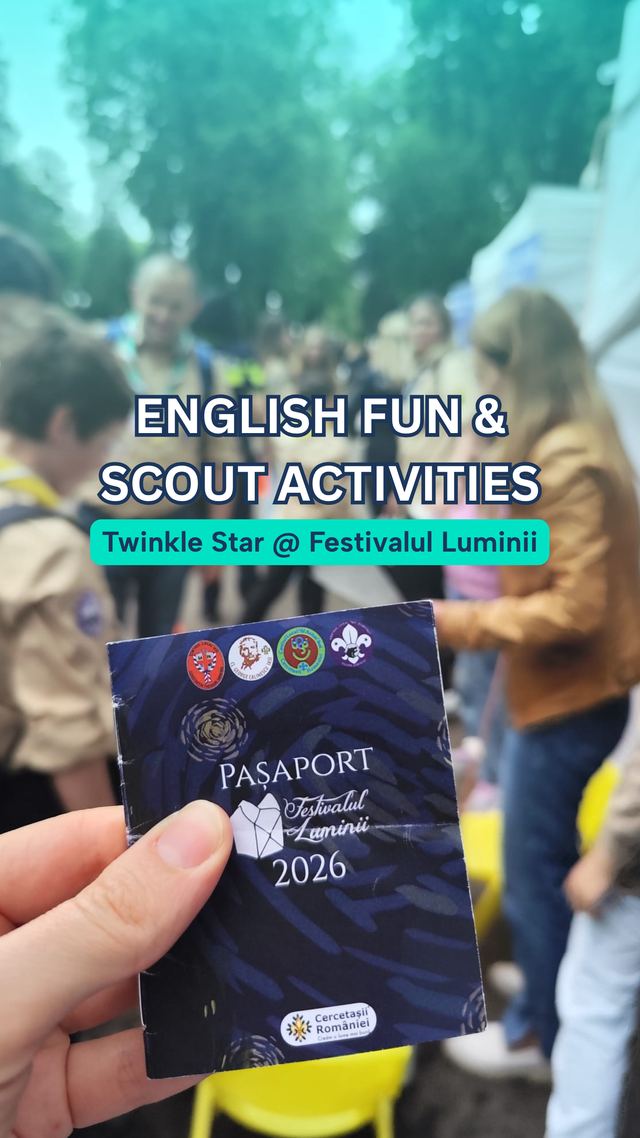 ENGLISH FUN &
SCOUT ACTIVITIES
Twinkle Star @ Festivalul Luminii
PAȘAPORT
Festivalul
Luminii
2026
Cercetașii
României